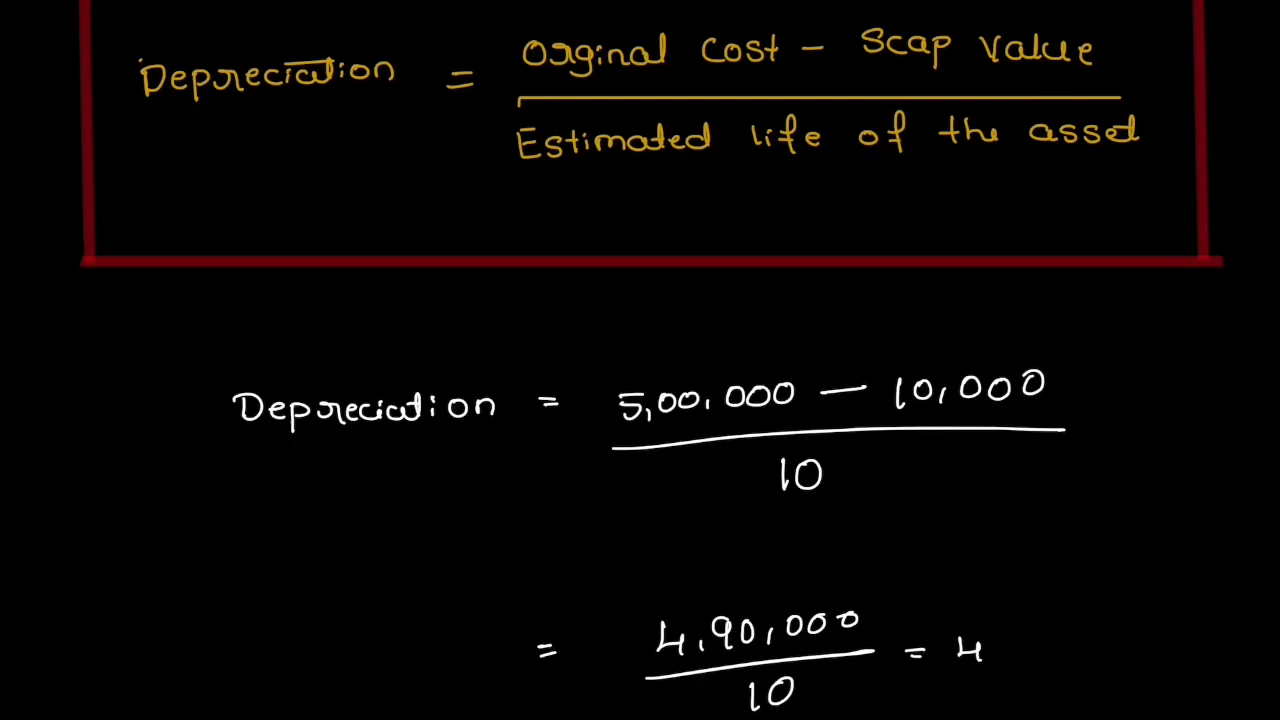 Depreciation = Orginal cost - Scap value
Estimated life of the asset
Depreciation = 5,00,000 — 10,000
10
= 4,90,000 = 4
10